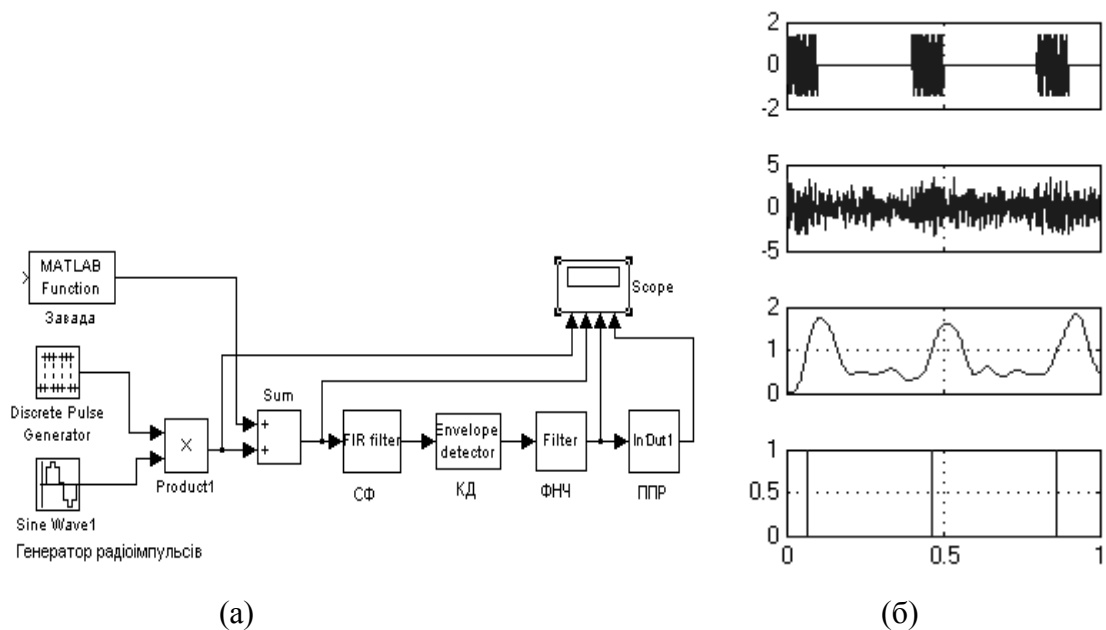 MATLAB
Function
Завада
Discrete Pulse
Generator
Sine Wave1
Генератор радіоімпульсів
×
Product1
Sum
+
+
FIR filter
СФ
Envelope
detector
КД
Filter
ФНЧ
In Out1
ППР
Scope
(а)
2
0
-2
5
0
-5
2
1
0
1
0.5
0
0
0.5
1
(б)